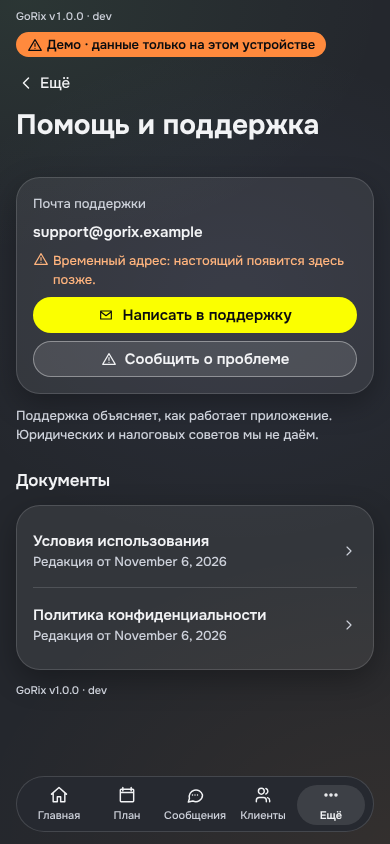 GoRix v1.0.0 · dev
Демо · данные только на этом устройстве
Ещё
Помощь и поддержка
Почта поддержки
support@gorix.example
Временный адрес: настоящий появится здесь
позже.
Написать в поддержку
Сообщить о проблеме
Поддержка объясняет, как работает приложение.
Юридических и налоговых советов мы не даём.
Документы
Условия использования
Редакция от November 6, 2026
Политика конфиденциальности
Редакция от November 6, 2026
GoRix v1.0.0 · dev
Главная
План
Сообщения
Клиенты
Ещё